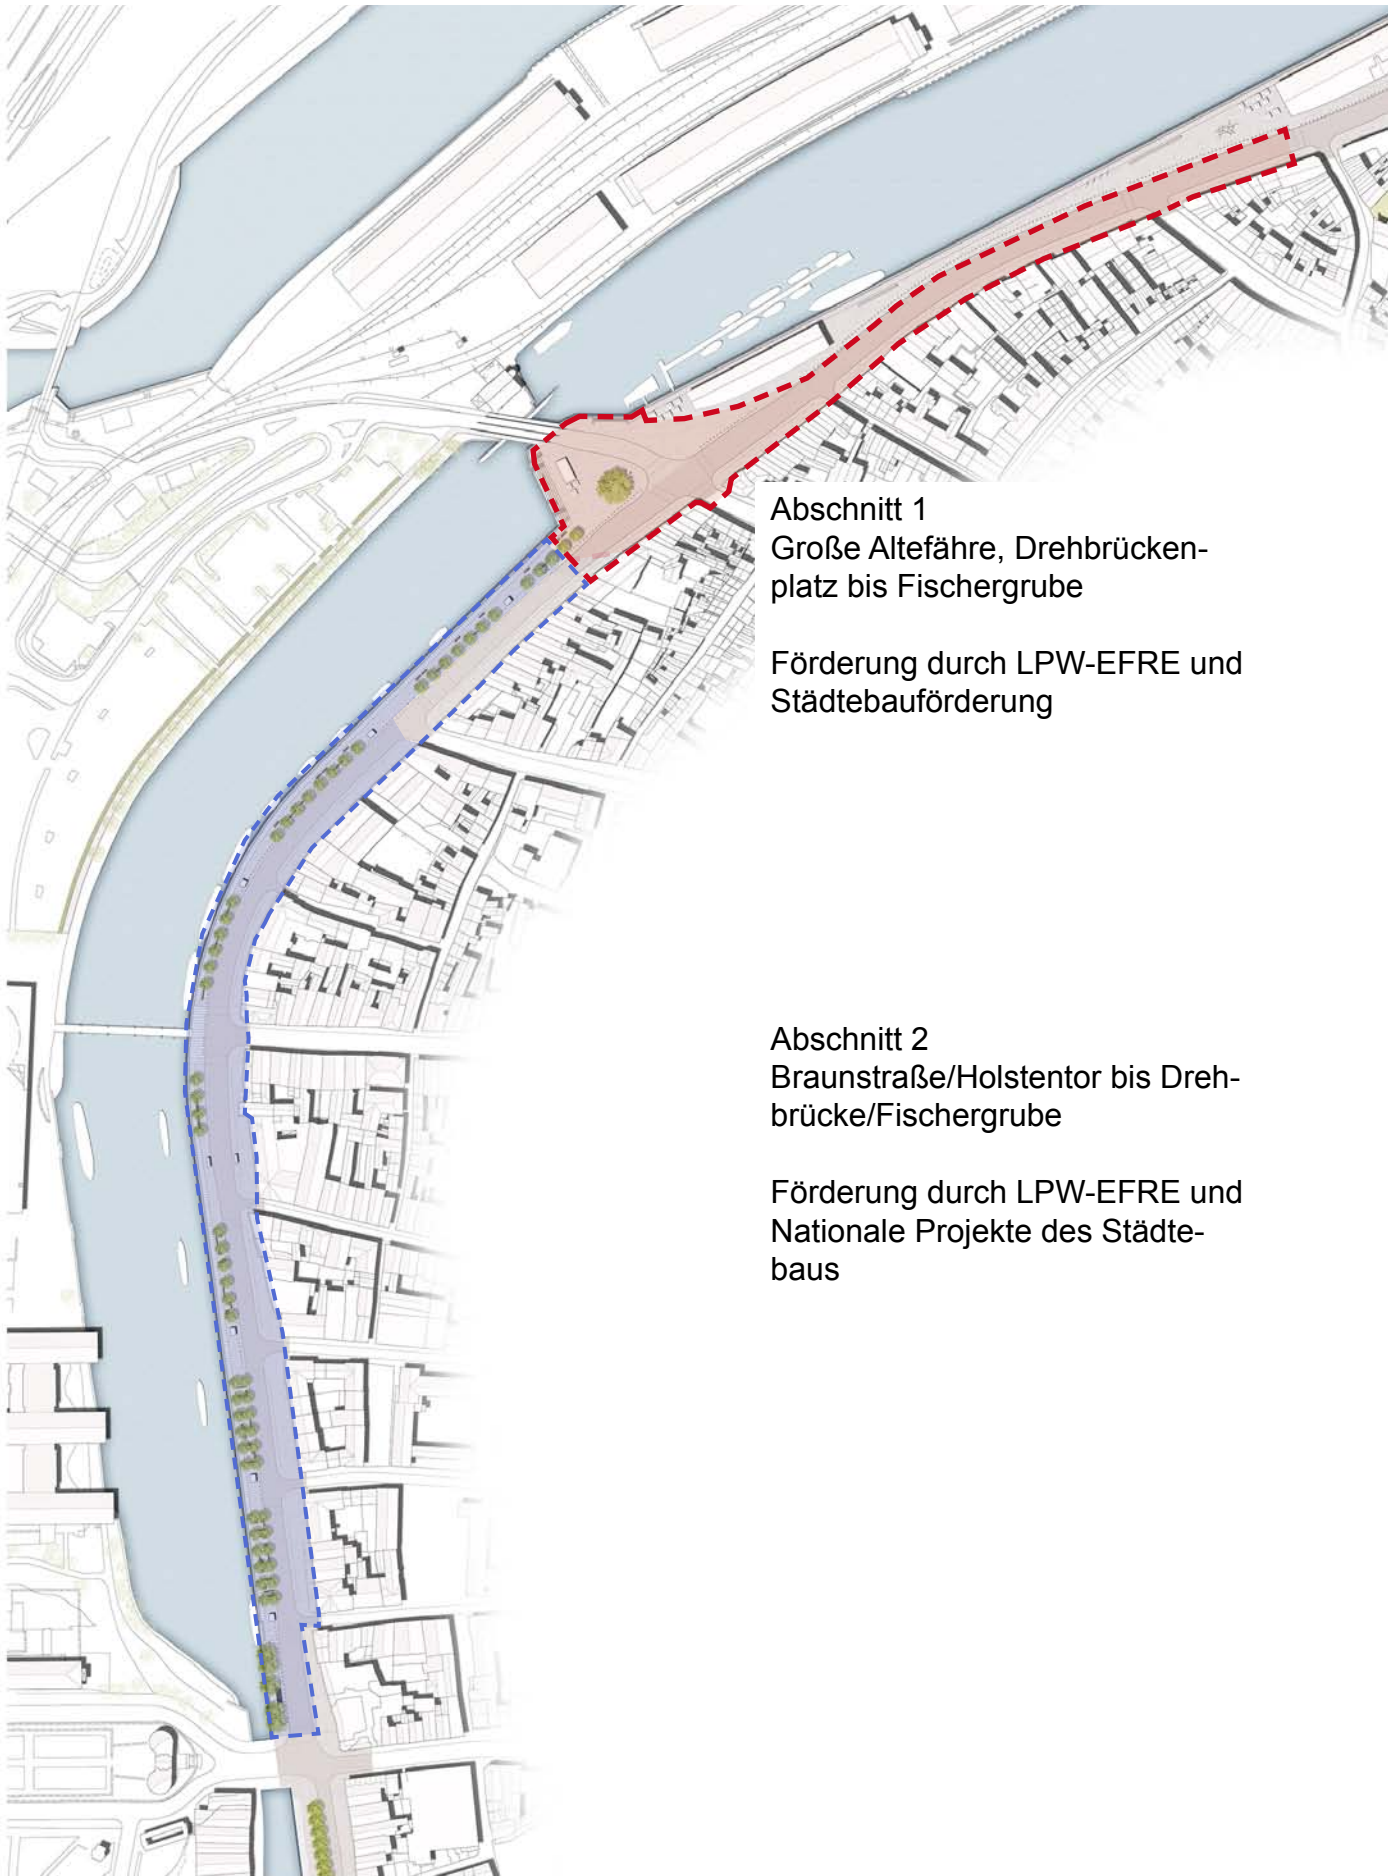 Abschnitt 1
Große Altefähre, Drehbrücken-
platz bis Fischergrube
Förderung durch LPW-EFRE und
Städtebauförderung
Abschnitt 2
Braunstraße/Holstentor bis Dreh-
brücke/Fischergrube
Förderung durch LPW-EFRE und
Nationale Projekte des Städte-
baus